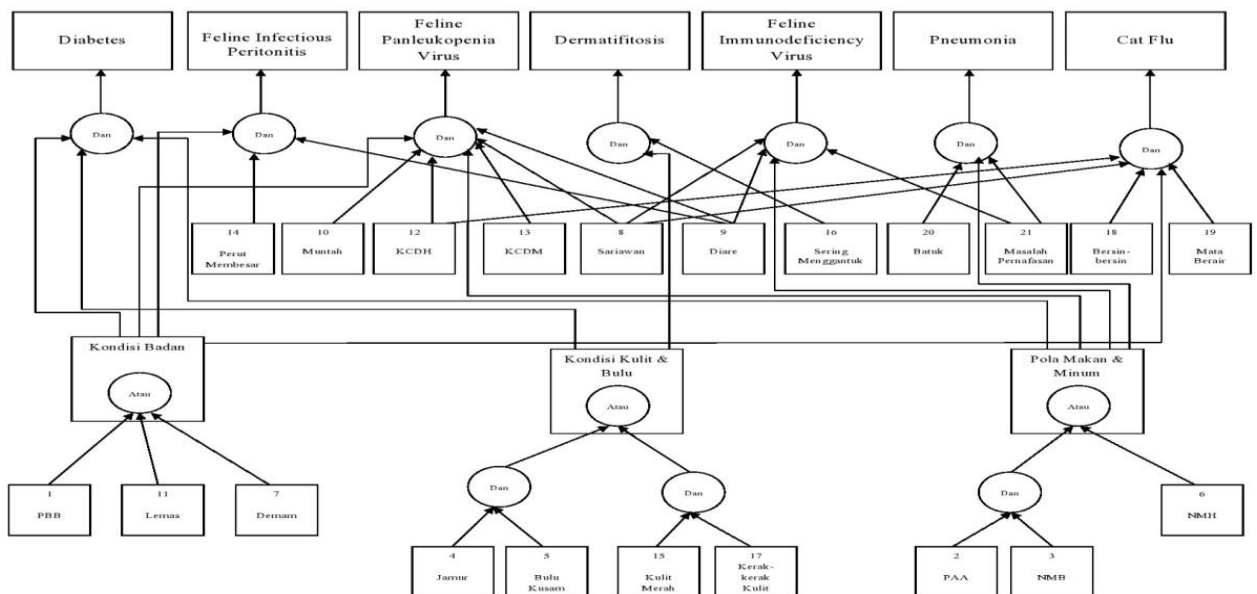 Diabetes
Feline Infectious
Peritonitis
Feline
Panleukopenia
Virus
Dermatifitosis
Feline
Immunodeficiency
Virus
Pneumonia
Cat Flu
Dan
Dan
Dan
Dan
Dan
Dan
Dan
14
Perut
Membesar
10
Muntah
12
KCDH
13
KCDM
8
Sariawan
9
Diare
16
Sering
Menggantuk
20
Batuk
21
Masalah
Pernafasan
18
Bersin-
bersin
19
Mata
Berair
Kondisi Badan
Atau
Kondisi Kulit &
Bulu
Atau
Pola Makan &
Minum
Atau
1
PBB
11
Lemas
7
Demam
Dan
Dan
Dan
6
NMH
4
Jamur
5
Bulu
Kusam
15
Kulit
Merah
17
Kerak-
kerak
Kulit
2
PAA
3
NMB